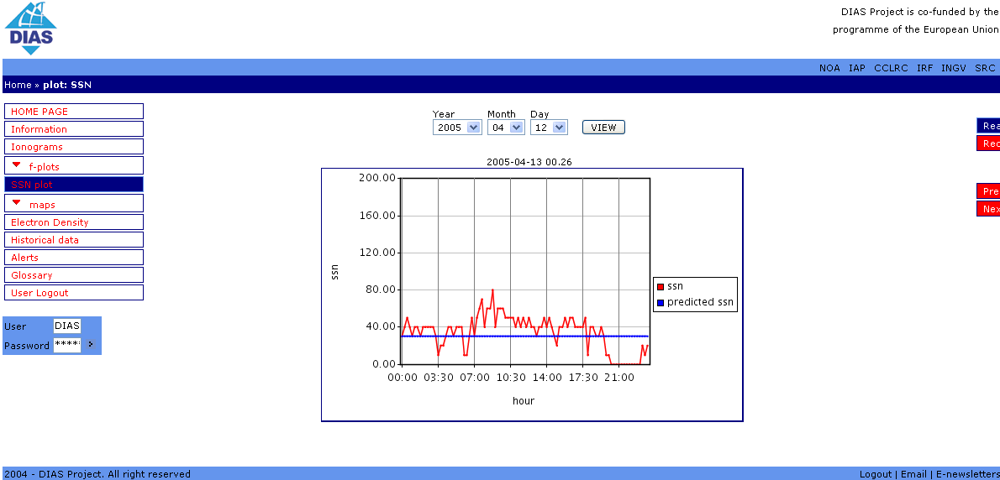 DIAS
DIAS Project is co-funded by the
programme of the European Union
NOA IAP CCLRC IRF INGV SRC
Home » plot: SSN
HOME PAGE
Information
Ionograms
f-plots
SSN plot
maps
Electron Density
Historical data
Alerts
Glossary
User Logout
User DIAS
Password ****
Year Month Day
2005 04 12 VIEW
2005-04-13 00.26
200.00
160.00
120.00
80.00
40.00
0.00
ssn
00:00 03:30 07:00 10:30 14:00 17:30 21:00
hour
ssn
predicted ssn
Rea
Rec
Pre
Nex
2004 - DIAS Project. All right reserved
Logout | Email | E-newsletters